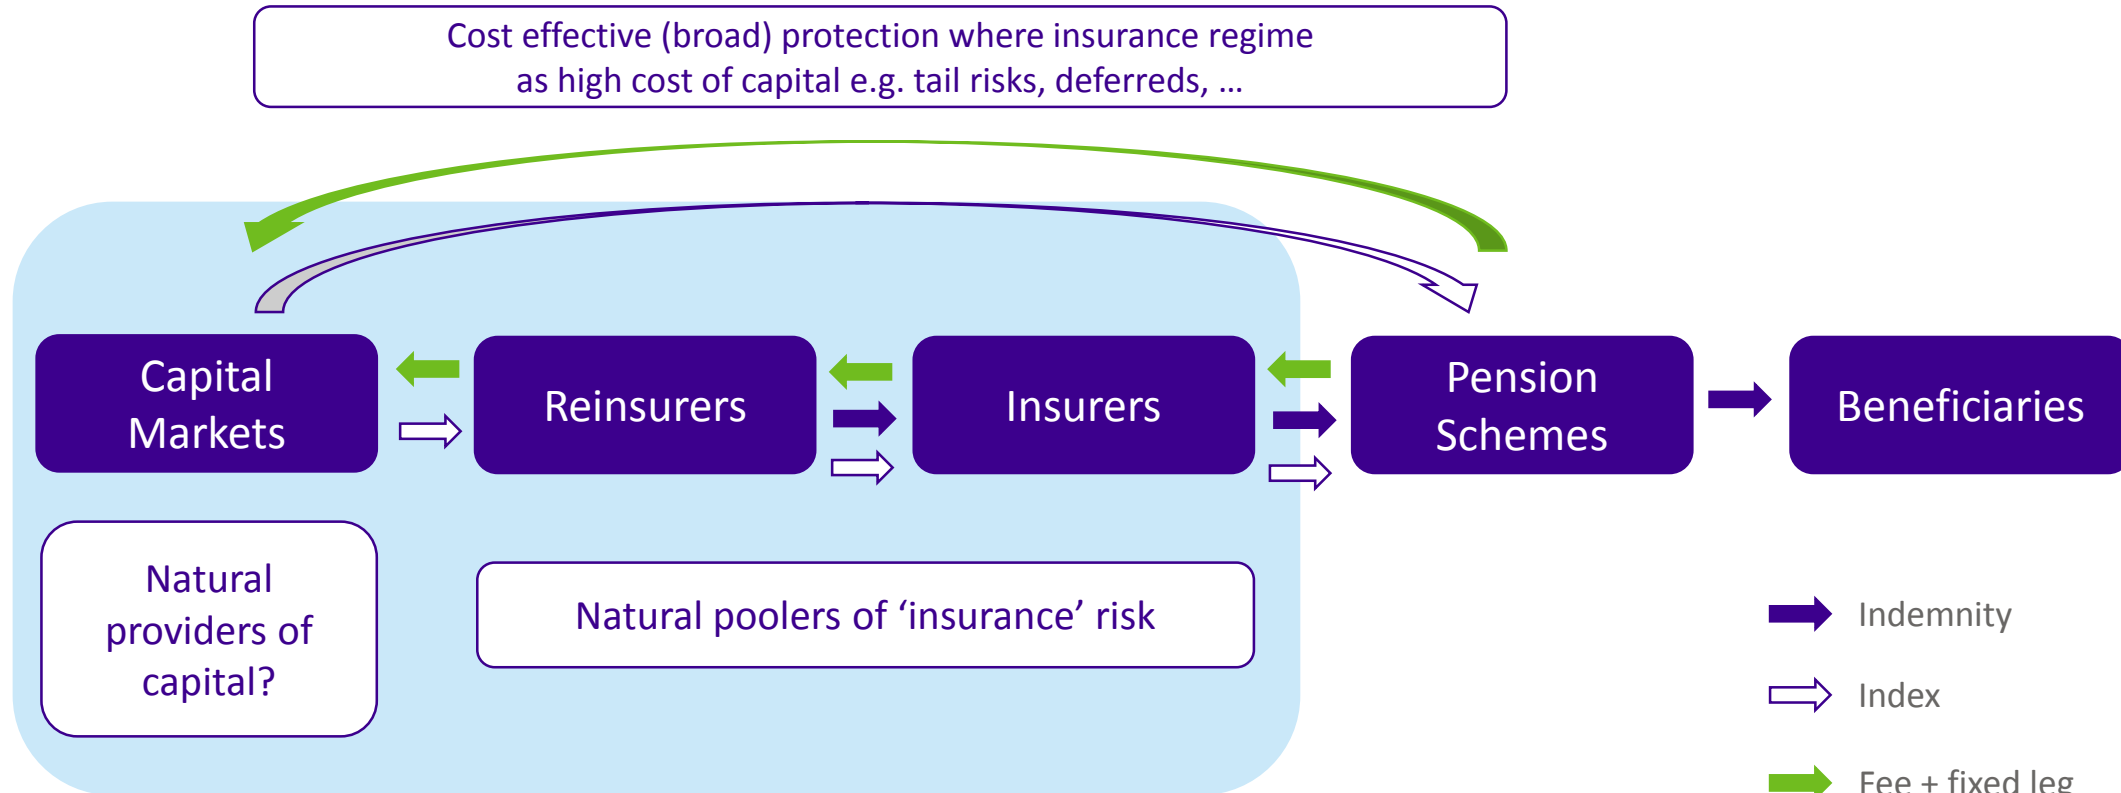 Cost effective (broad) protection where insurance regime
as high cost of capital e.g. tail risks, deferreds, …
Capital
Markets
Reinsurers
Insurers
Pension
Schemes
Beneficiaries
Natural
providers of
capital?
Natural poolers of ‘insurance’ risk
Indemnity
Index
Fee + fixed leg